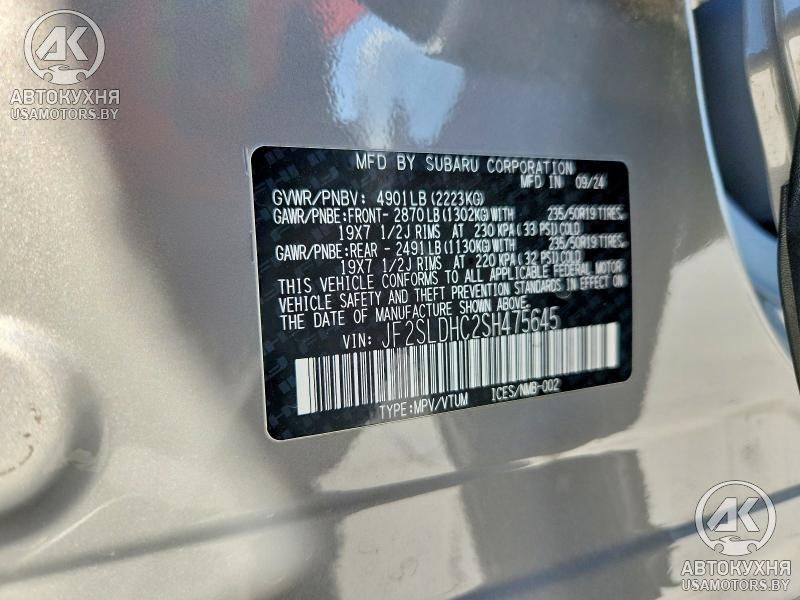 АК
АВТОКУХНЯ
USAMOTORS.BY
MFD BY SUBARU CORPORATION
MFD IN 09/24
GVWR/PNBV: 4901LB (2223KG)
GAWR/PNBE:FRONT- 2870LB (1302KG) WITH 235/50R19 TIRES,
19X7 1/2J RIMS AT 230 KPA (33 PSI) COLD
GAWR/PNBE:REAR - 2491LB (1130KG) WITH 235/50R19 TIRES,
19X7 1/2J RIMS AT 220 KPA (32 PSI) COLD
THIS VEHICLE CONFORMS TO ALL APPLICABLE FEDERAL MOTOR
VEHICLE SAFETY AND THEFT PREVENTION STANDARDS IN EFFECT ON
THE DATE OF MANUFACTURE SHOWN ABOVE.
VIN: JF2SLDHC2SH475645
TYPE:MPV/VTUM ICES/NMB-002
АК
АВТОКУХНЯ
USAMOTORS.BY